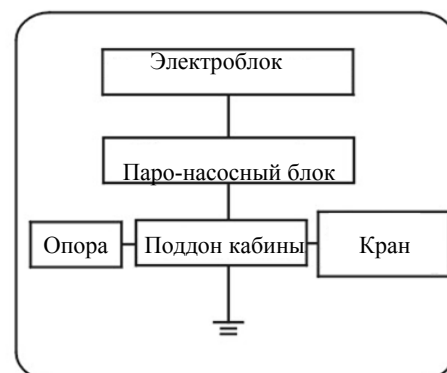 Электроблок
Паро-насосный блок
Опора
Поддон кабины
Кран